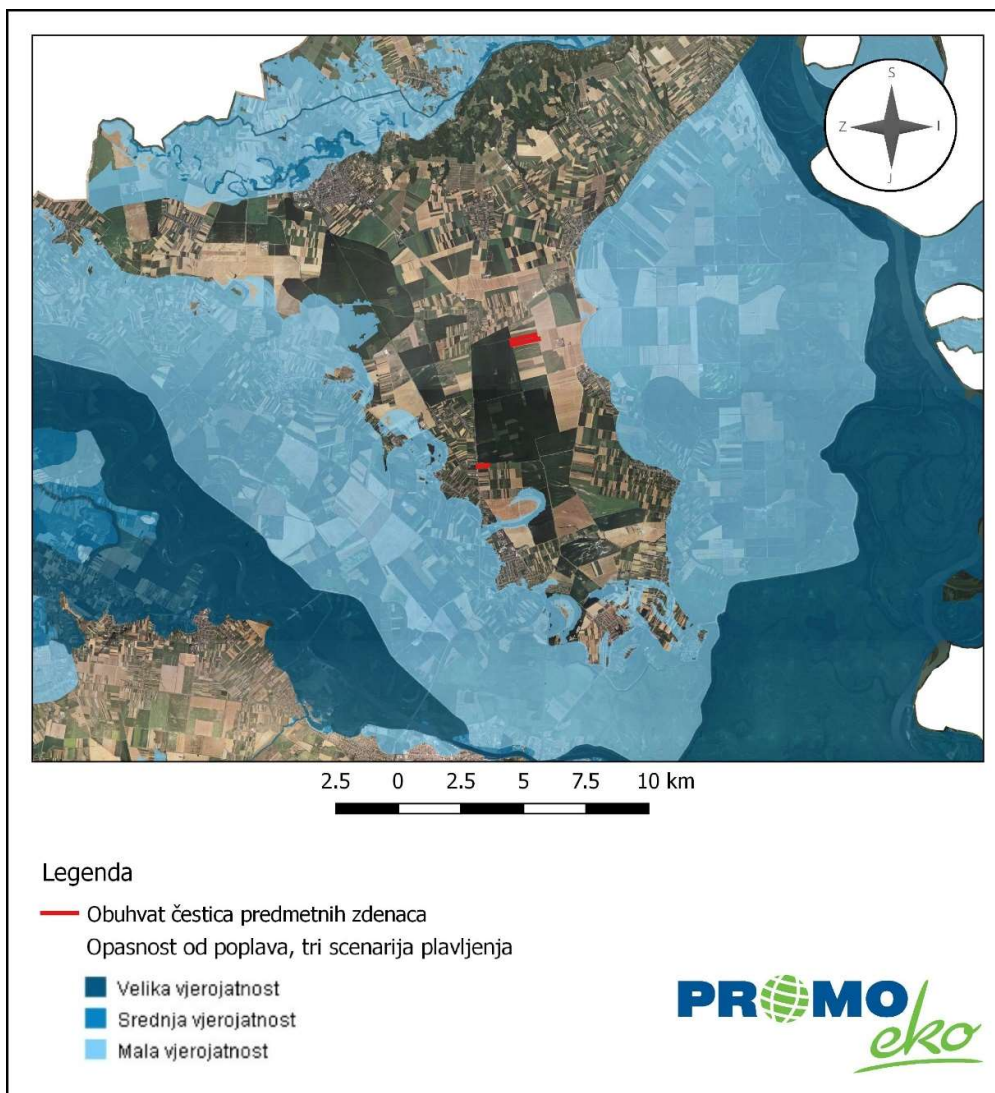 S
Z I
J
2.5 0 2.5 5 7.5 10 km
Legenda
Obuhvat čestica predmetnih zdenaca
Opasnost od poplava, tri scenarija plavljenja
Velika vjerojatnost
Srednja vjerojatnost
Mala vjerojatnost
PROMO
eko